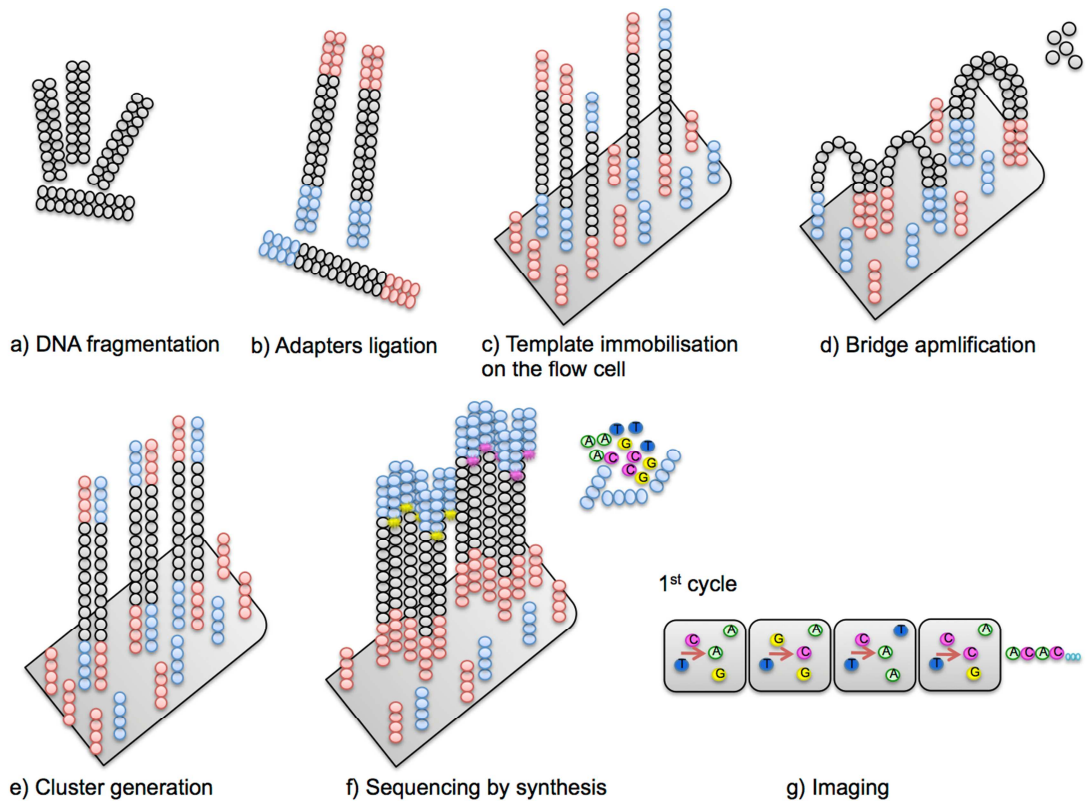 a) DNA fragmentation
b) Adapters ligation
c) Template immobilisation
on the flow cell
d) Bridge apmlification
A A T T
G T
A C C G
C G
1st cycle
C A
A
T G
G A
C
T G
C T
A
T A
C A
C
T G
A C A C
e) Cluster generation
f) Sequencing by synthesis
g) Imaging